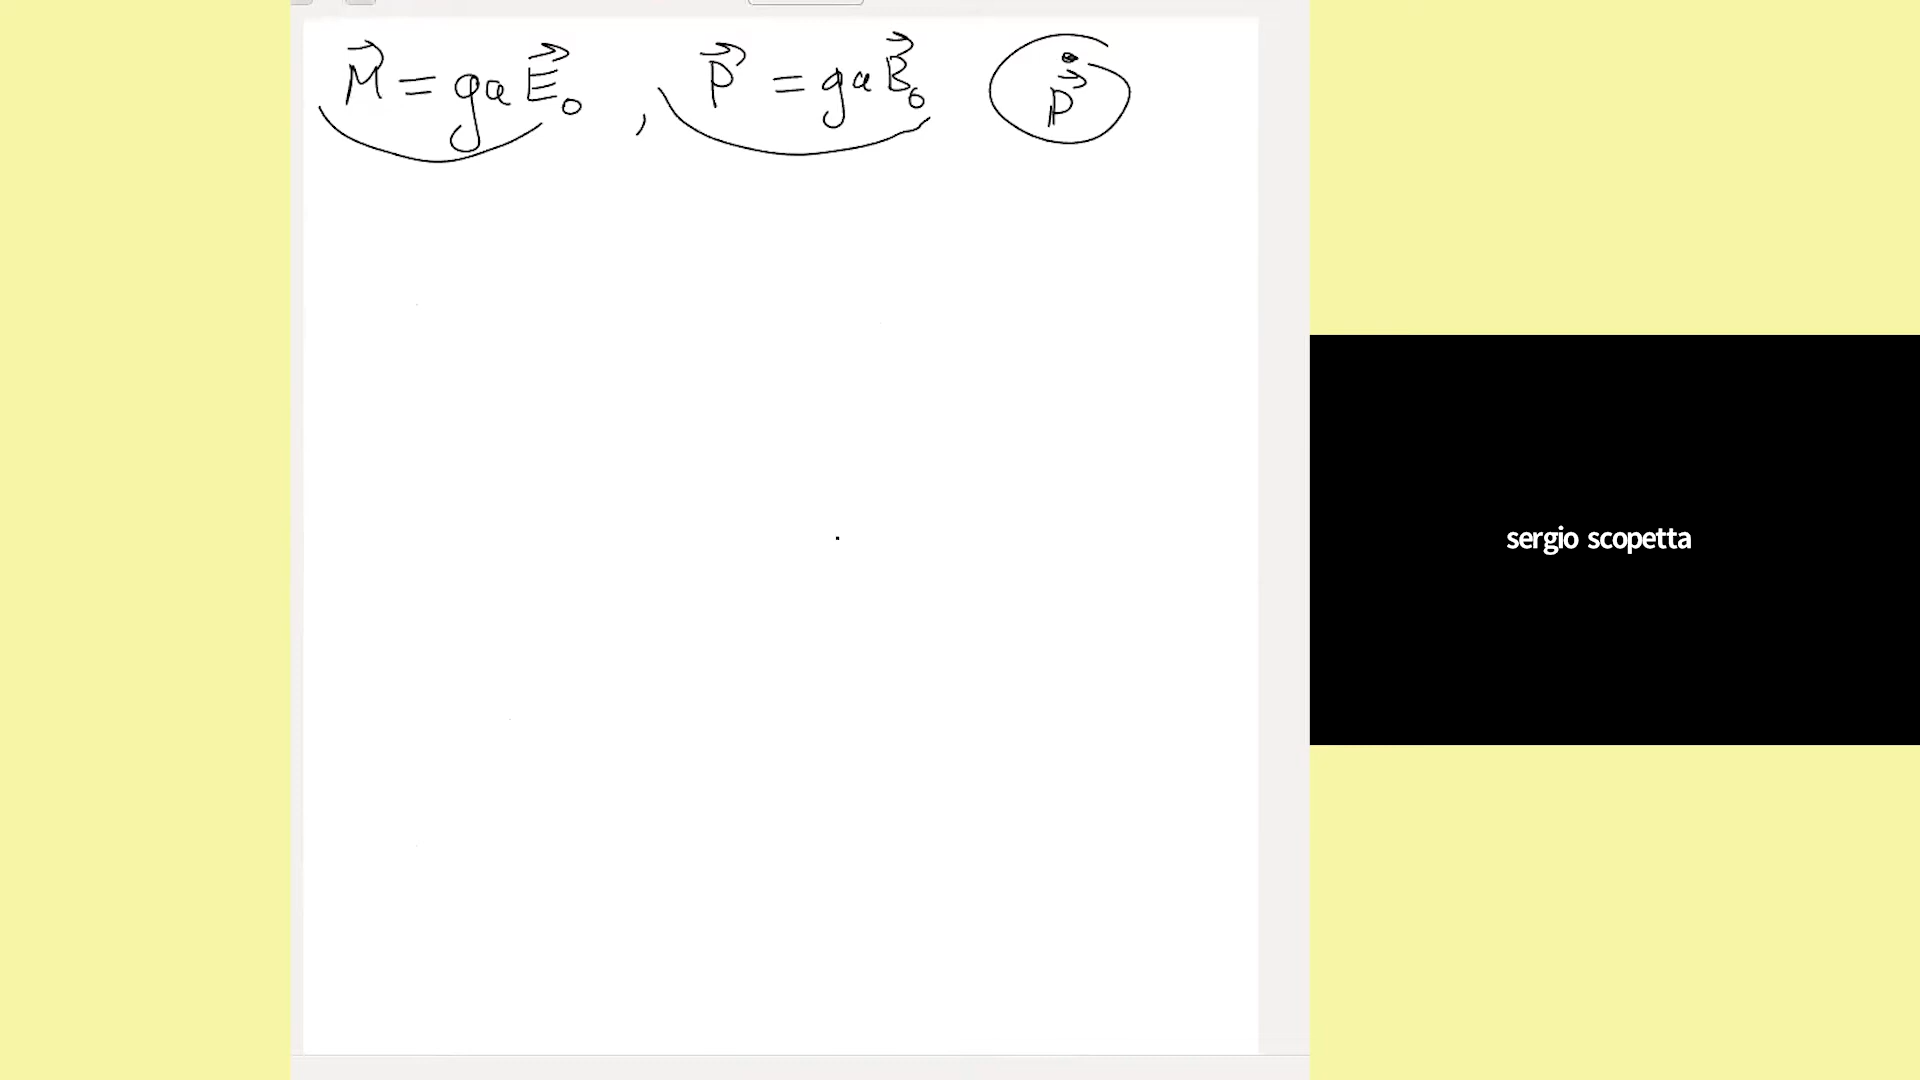 M⃗ = ga E⃗₀ , P⃗ = ga B⃗₀ Ṗ⃗
sergio scopetta